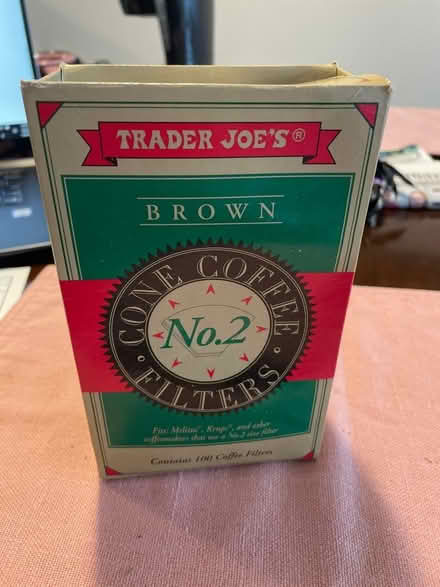 TRADER JOE'S®
BROWN
CONE COFFEE
No.2
FILTERS
Fits: Melitta®, Krups®, and other
coffeemakers that use a No.2 size filter
Contains 100 Coffee Filters